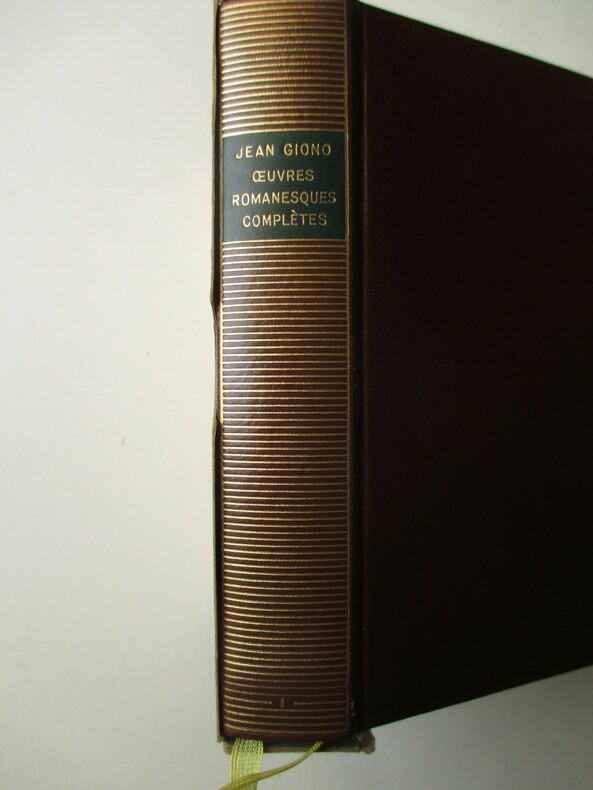 JEAN GIONO
ŒUVRES
ROMANESQUES
COMPLÈTES
I